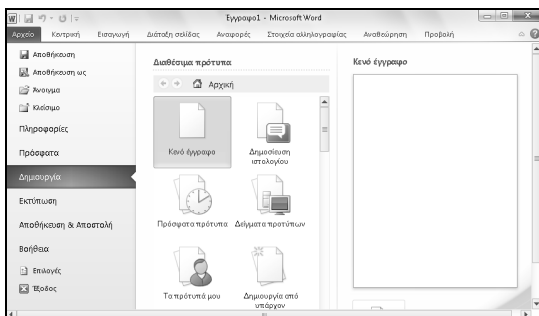 Έγγραφο1 - Microsoft Word
Αρχείο Κεντρική Εισαγωγή Διάταξη σελίδας Αναφορές Στοιχεία αλληλογραφίας Αναθεώρηση Προβολή
Αποθήκευση
Αποθήκευση ως
Άνοιγμα
Κλείσιμο
Πληροφορίες
Πρόσφατα
Δημιουργία
Εκτύπωση
Αποθήκευση & Αποστολή
Βοήθεια
Επιλογές
Έξοδος
Διαθέσιμα πρότυπα
Αρχική
Κενό έγγραφο
Δημοσίευση
ιστολογίου
Πρόσφατα πρότυπα
Δείγματα προτύπων
Τα πρότυπά μου
Δημιουργία από
υπάρχον
Κενό έγγραφο